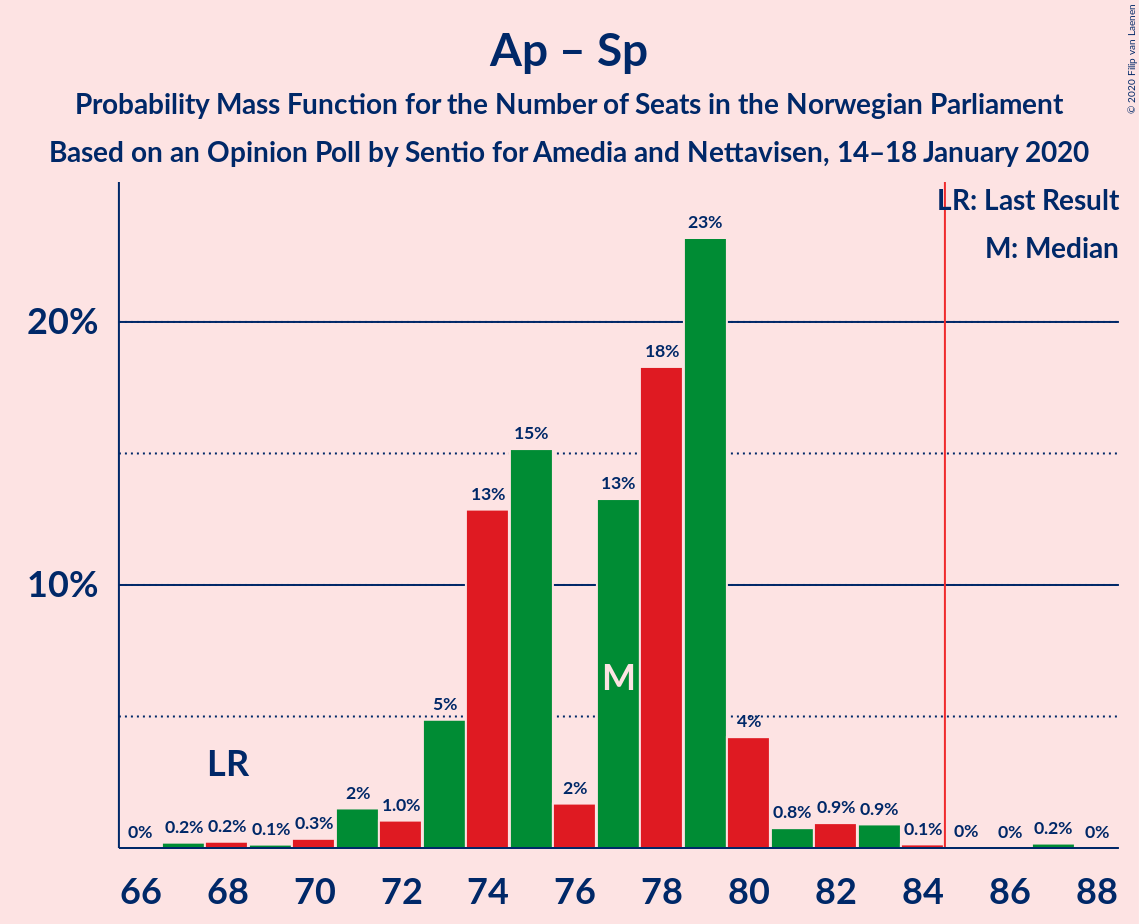 Ap – Sp
Probability Mass Function for the Number of Seats in the Norwegian Parliament
Based on an Opinion Poll by Sentio for Amedia and Nettavisen, 14–18 January 2020
© 2020 Filip van Laenen
LR: Last Result
M: Median
20%
10%
0%
0.2%
0.2%
0.1%
0.3%
2%
1.0%
5%
13%
15%
2%
13%
18%
23%
4%
0.8%
0.9%
0.9%
0.1%
0%
0%
0.2%
0%
LR
M
66 68 70 72 74 76 78 80 82 84 86 88